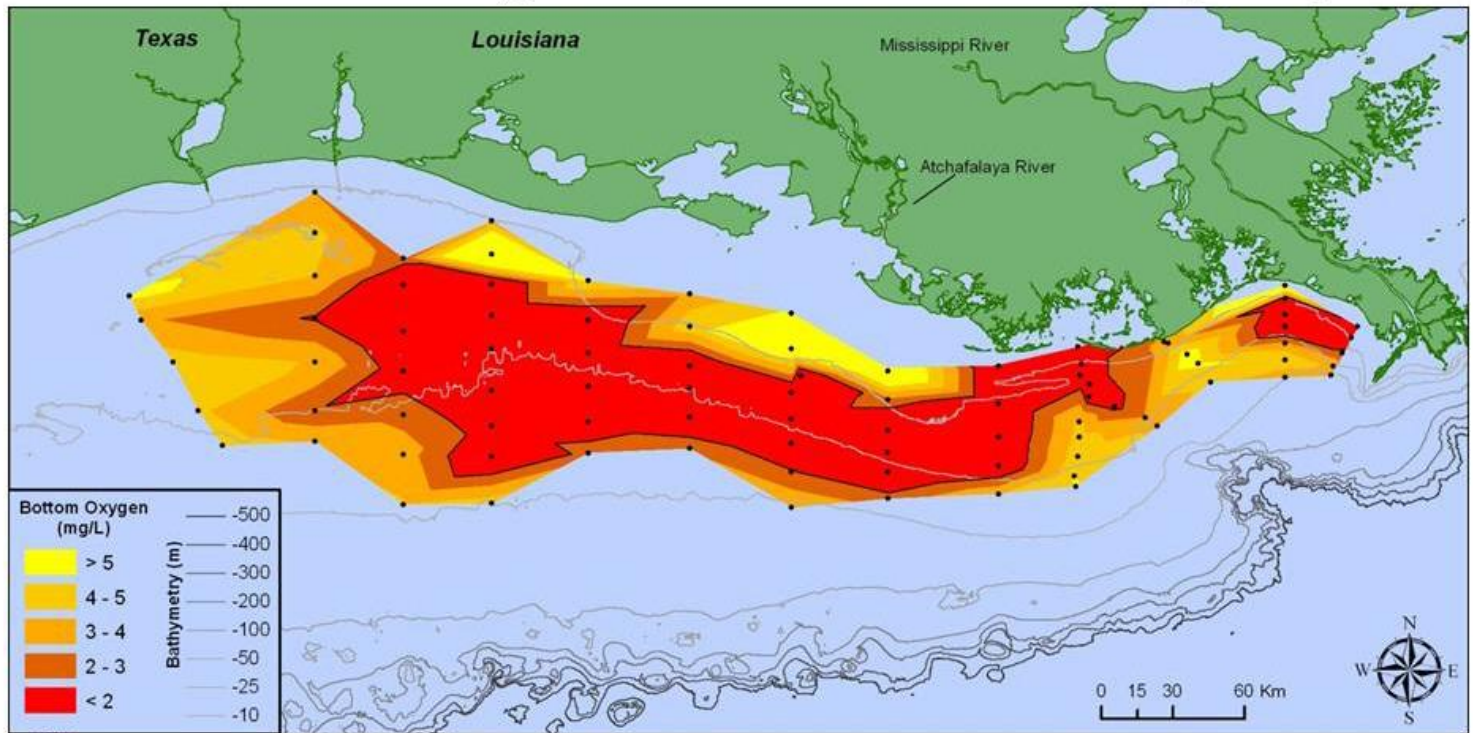 Texas
Louisiana
Mississippi River
Atchafalaya River
Bottom Oxygen
(mg/L)
> 5
4 - 5
3 - 4
2 - 3
< 2
Bathymetry (m)
-500
-400
-300
-200
-100
-50
-25
-10
0 15 30 60 Km
N
W E
S